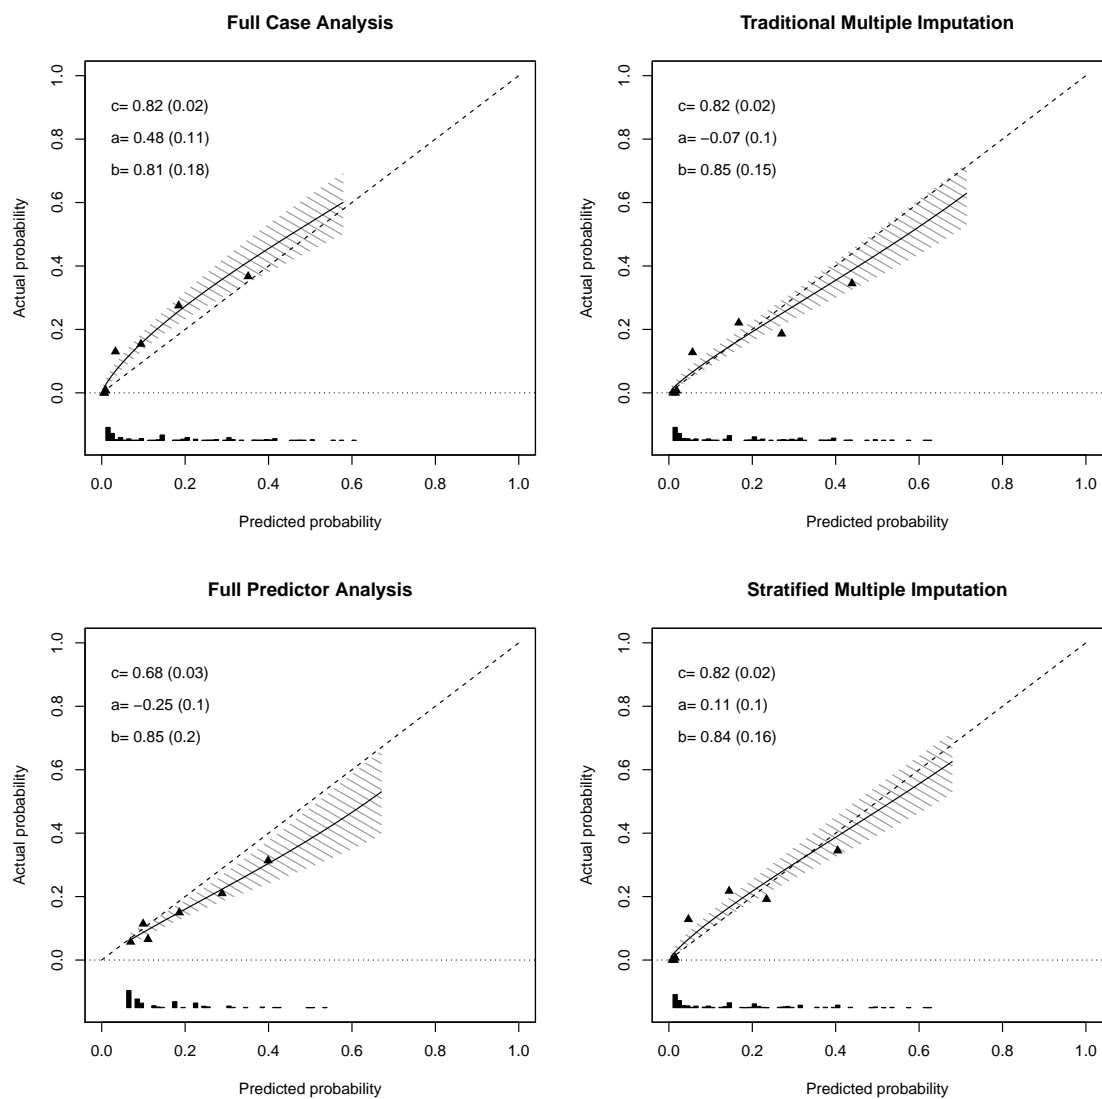 Full Case Analysis
c= 0.82 (0.02)
a= 0.48 (0.11)
b= 0.81 (0.18)
Actual probability
0.0 0.2 0.4 0.6 0.8 1.0
0.0 0.2 0.4 0.6 0.8 1.0
Predicted probability
Traditional Multiple Imputation
c= 0.82 (0.02)
a= −0.07 (0.1)
b= 0.85 (0.15)
Actual probability
0.0 0.2 0.4 0.6 0.8 1.0
0.0 0.2 0.4 0.6 0.8 1.0
Predicted probability
Full Predictor Analysis
c= 0.68 (0.03)
a= −0.25 (0.1)
b= 0.85 (0.2)
Actual probability
0.0 0.2 0.4 0.6 0.8 1.0
0.0 0.2 0.4 0.6 0.8 1.0
Predicted probability
Stratified Multiple Imputation
c= 0.82 (0.02)
a= 0.11 (0.1)
b= 0.84 (0.16)
Actual probability
0.0 0.2 0.4 0.6 0.8 1.0
0.0 0.2 0.4 0.6 0.8 1.0
Predicted probability